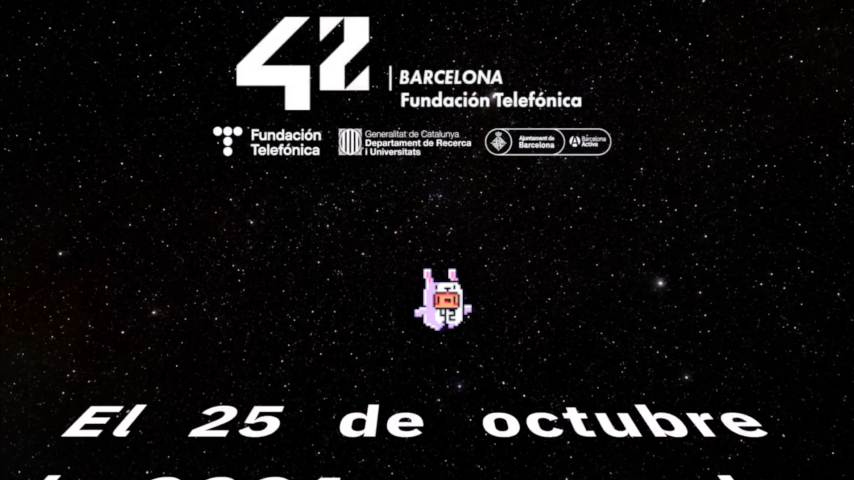 42
BARCELONA
Fundación Telefónica
Fundación
Telefónica
Generalitat de Catalunya
Departament de Recerca
i Universitats
Ajuntament de
Barcelona
Barcelona
Activa
42
El 25 de octubre